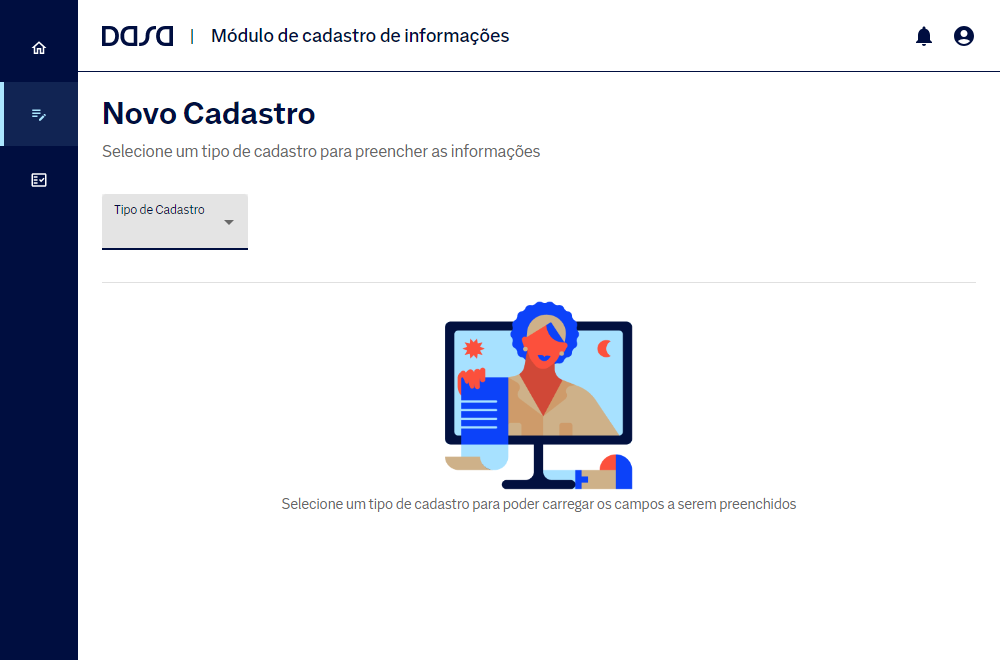 DASA | Módulo de cadastro de informações
Novo Cadastro
Selecione um tipo de cadastro para preencher as informações
Tipo de Cadastro
Selecione um tipo de cadastro para poder carregar os campos a serem preenchidos